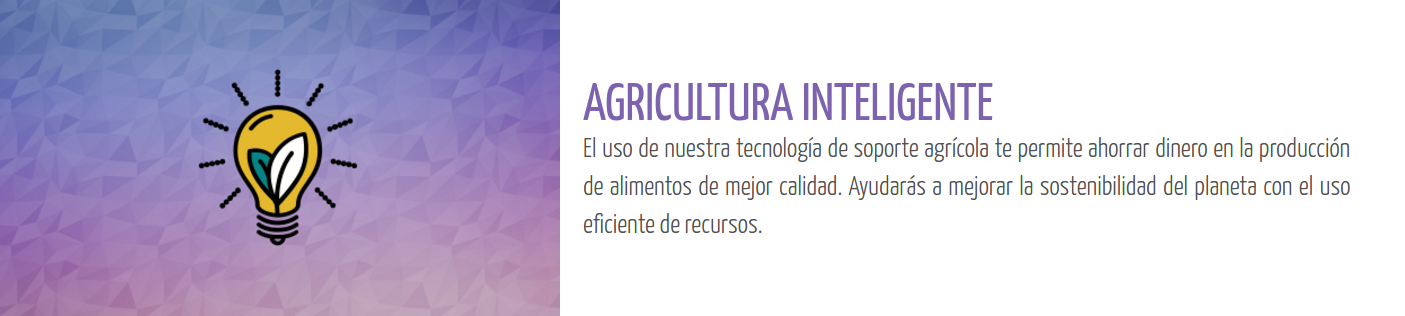 AGRICULTURA INTELIGENTE
El uso de nuestra tecnología de soporte agrícola te permite ahorrar dinero en la producción
de alimentos de mejor calidad. Ayudarás a mejorar la sostenibilidad del planeta con el uso
eficiente de recursos.